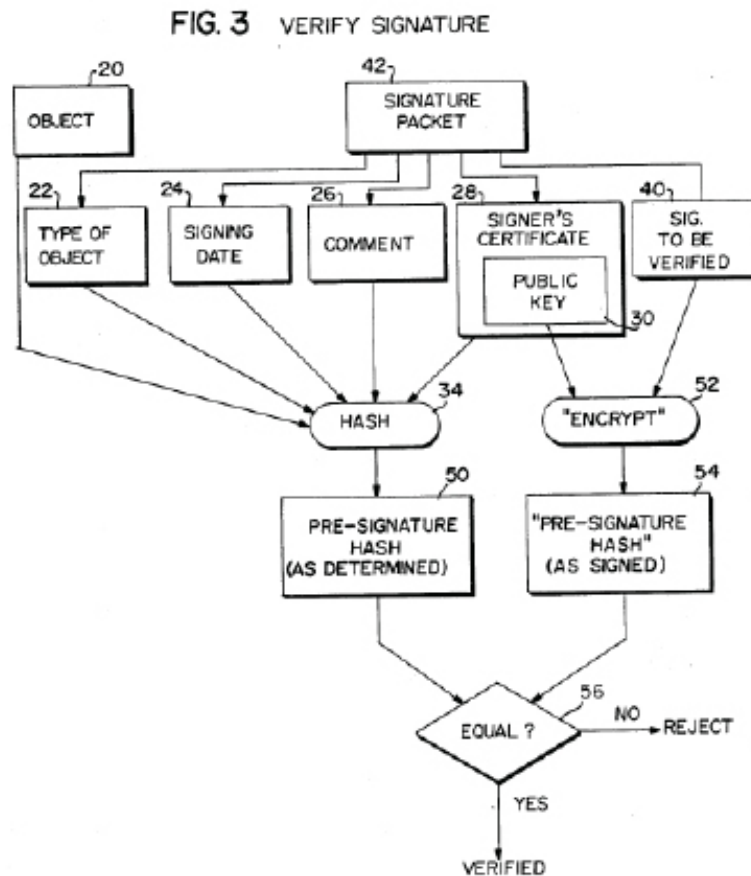 FIG. 3 VERIFY SIGNATURE
20
OBJECT
42
SIGNATURE
PACKET
22
TYPE OF
OBJECT
24
SIGNING
DATE
26
COMMENT
28
SIGNER'S
CERTIFICATE
PUBLIC
KEY
30
40
SIG.
TO BE
VERIFIED
HASH
34
"ENCRYPT"
52
50
PRE-SIGNATURE
HASH
(AS DETERMINED)
54
"PRE-SIGNATURE
HASH"
(AS SIGNED)
EQUAL ?
56
NO
REJECT
YES
VERIFIED